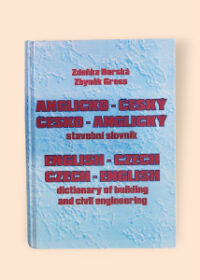 Zdeňka Horská
Zbyněk Gross
ANGLICKO - ČESKÝ
ČESKO - ANGLICKÝ
stavební slovník
ENGLISH - CZECH
CZECH - ENGLISH
dictionary of building
and civil engineering